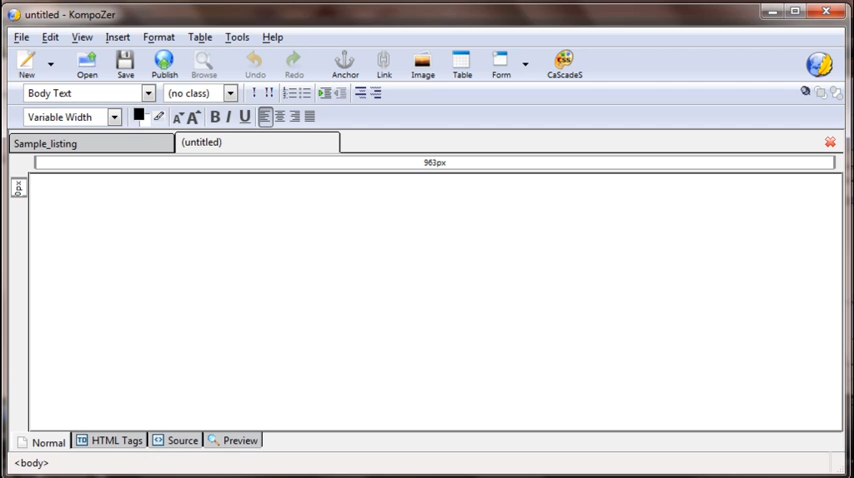 untitled - KompoZer
File Edit View Insert Format Table Tools Help
New Open Save Publish Browse Undo Redo Anchor Link Image Table Form CaScadeS
Body Text (no class) ! !!
Variable Width A A B I U
Sample_listing (untitled)
963px
0px
Normal TD HTML Tags Source Preview
<body>